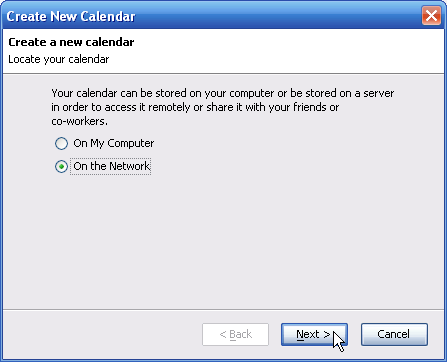 Create New Calendar
Create a new calendar
Locate your calendar
Your calendar can be stored on your computer or be stored on a server
in order to access it remotely or share it with your friends or
co-workers.
On My Computer
On the Network
< Back
Next >
Cancel